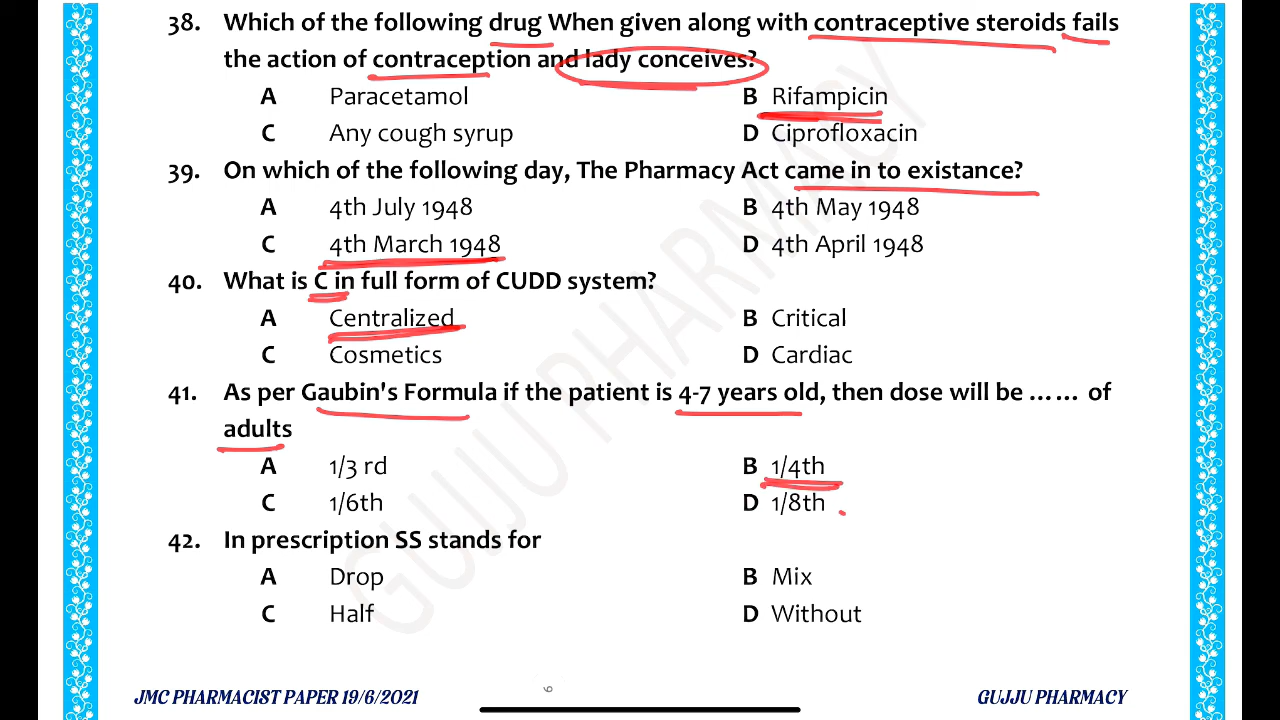 38. Which of the following drug When given along with contraceptive steroids fails
the action of contraception and lady conceives?
A Paracetamol B Rifampicin
C Any cough syrup D Ciprofloxacin
39. On which of the following day, The Pharmacy Act came in to existance?
A 4th July 1948 B 4th May 1948
C 4th March 1948 D 4th April 1948
40. What is C in full form of CUDD system?
A Centralized B Critical
C Cosmetics D Cardiac
41. As per Gaubin's Formula if the patient is 4-7 years old, then dose will be ...... of
adults
A 1/3 rd B 1/4th
C 1/6th D 1/8th
42. In prescription SS stands for
A Drop B Mix
C Half D Without
GUJJU PHARMACY
6
JMC PHARMACIST PAPER 19/6/2021 GUJJU PHARMACY